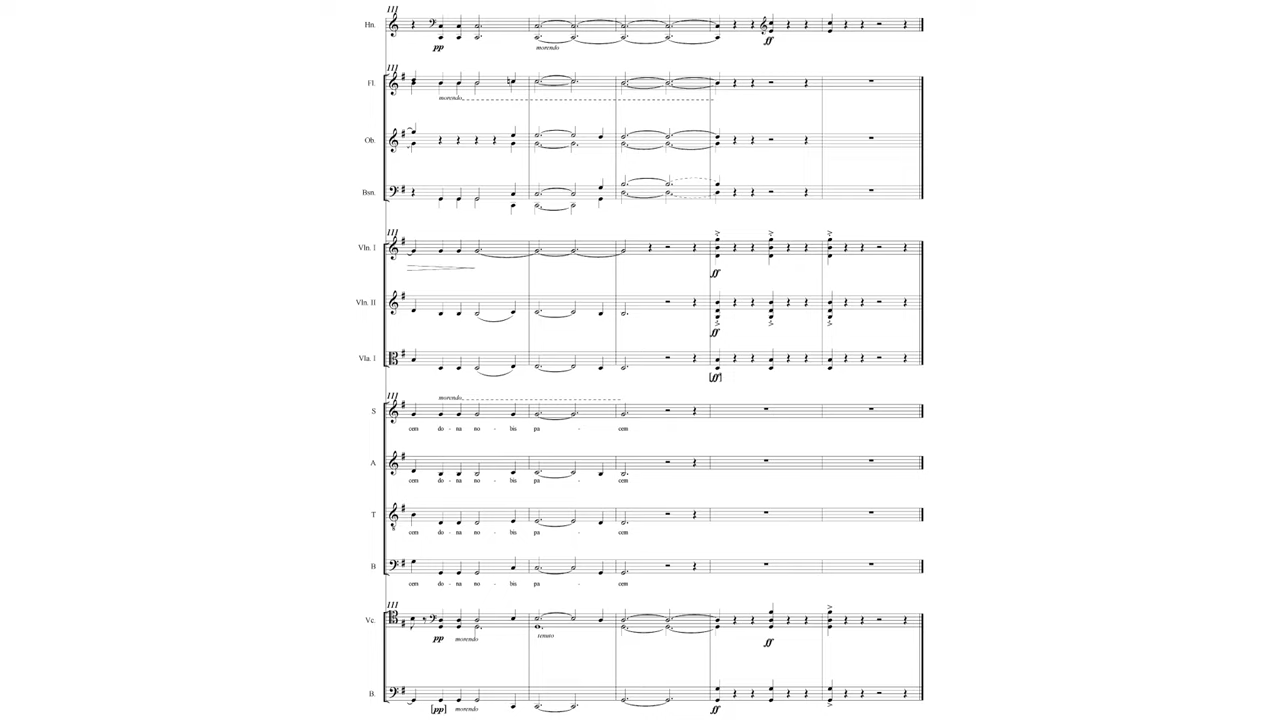 111
Hn.
pp
morendo
ff
111
Fl.
morendo
Ob.
Bsn.
111
Vln. I
ff
Vln. II
ff
Vla. I
[ff]
111
morendo
S
cem do - na no - bis pa - cem
A
cem do - na no - bis pa - cem
T
cem do - na no - bis pa - cem
B
cem do - na no - bis pa - cem
111
Vc.
pp morendo
tenuto
ff
B.
[pp] morendo
ff